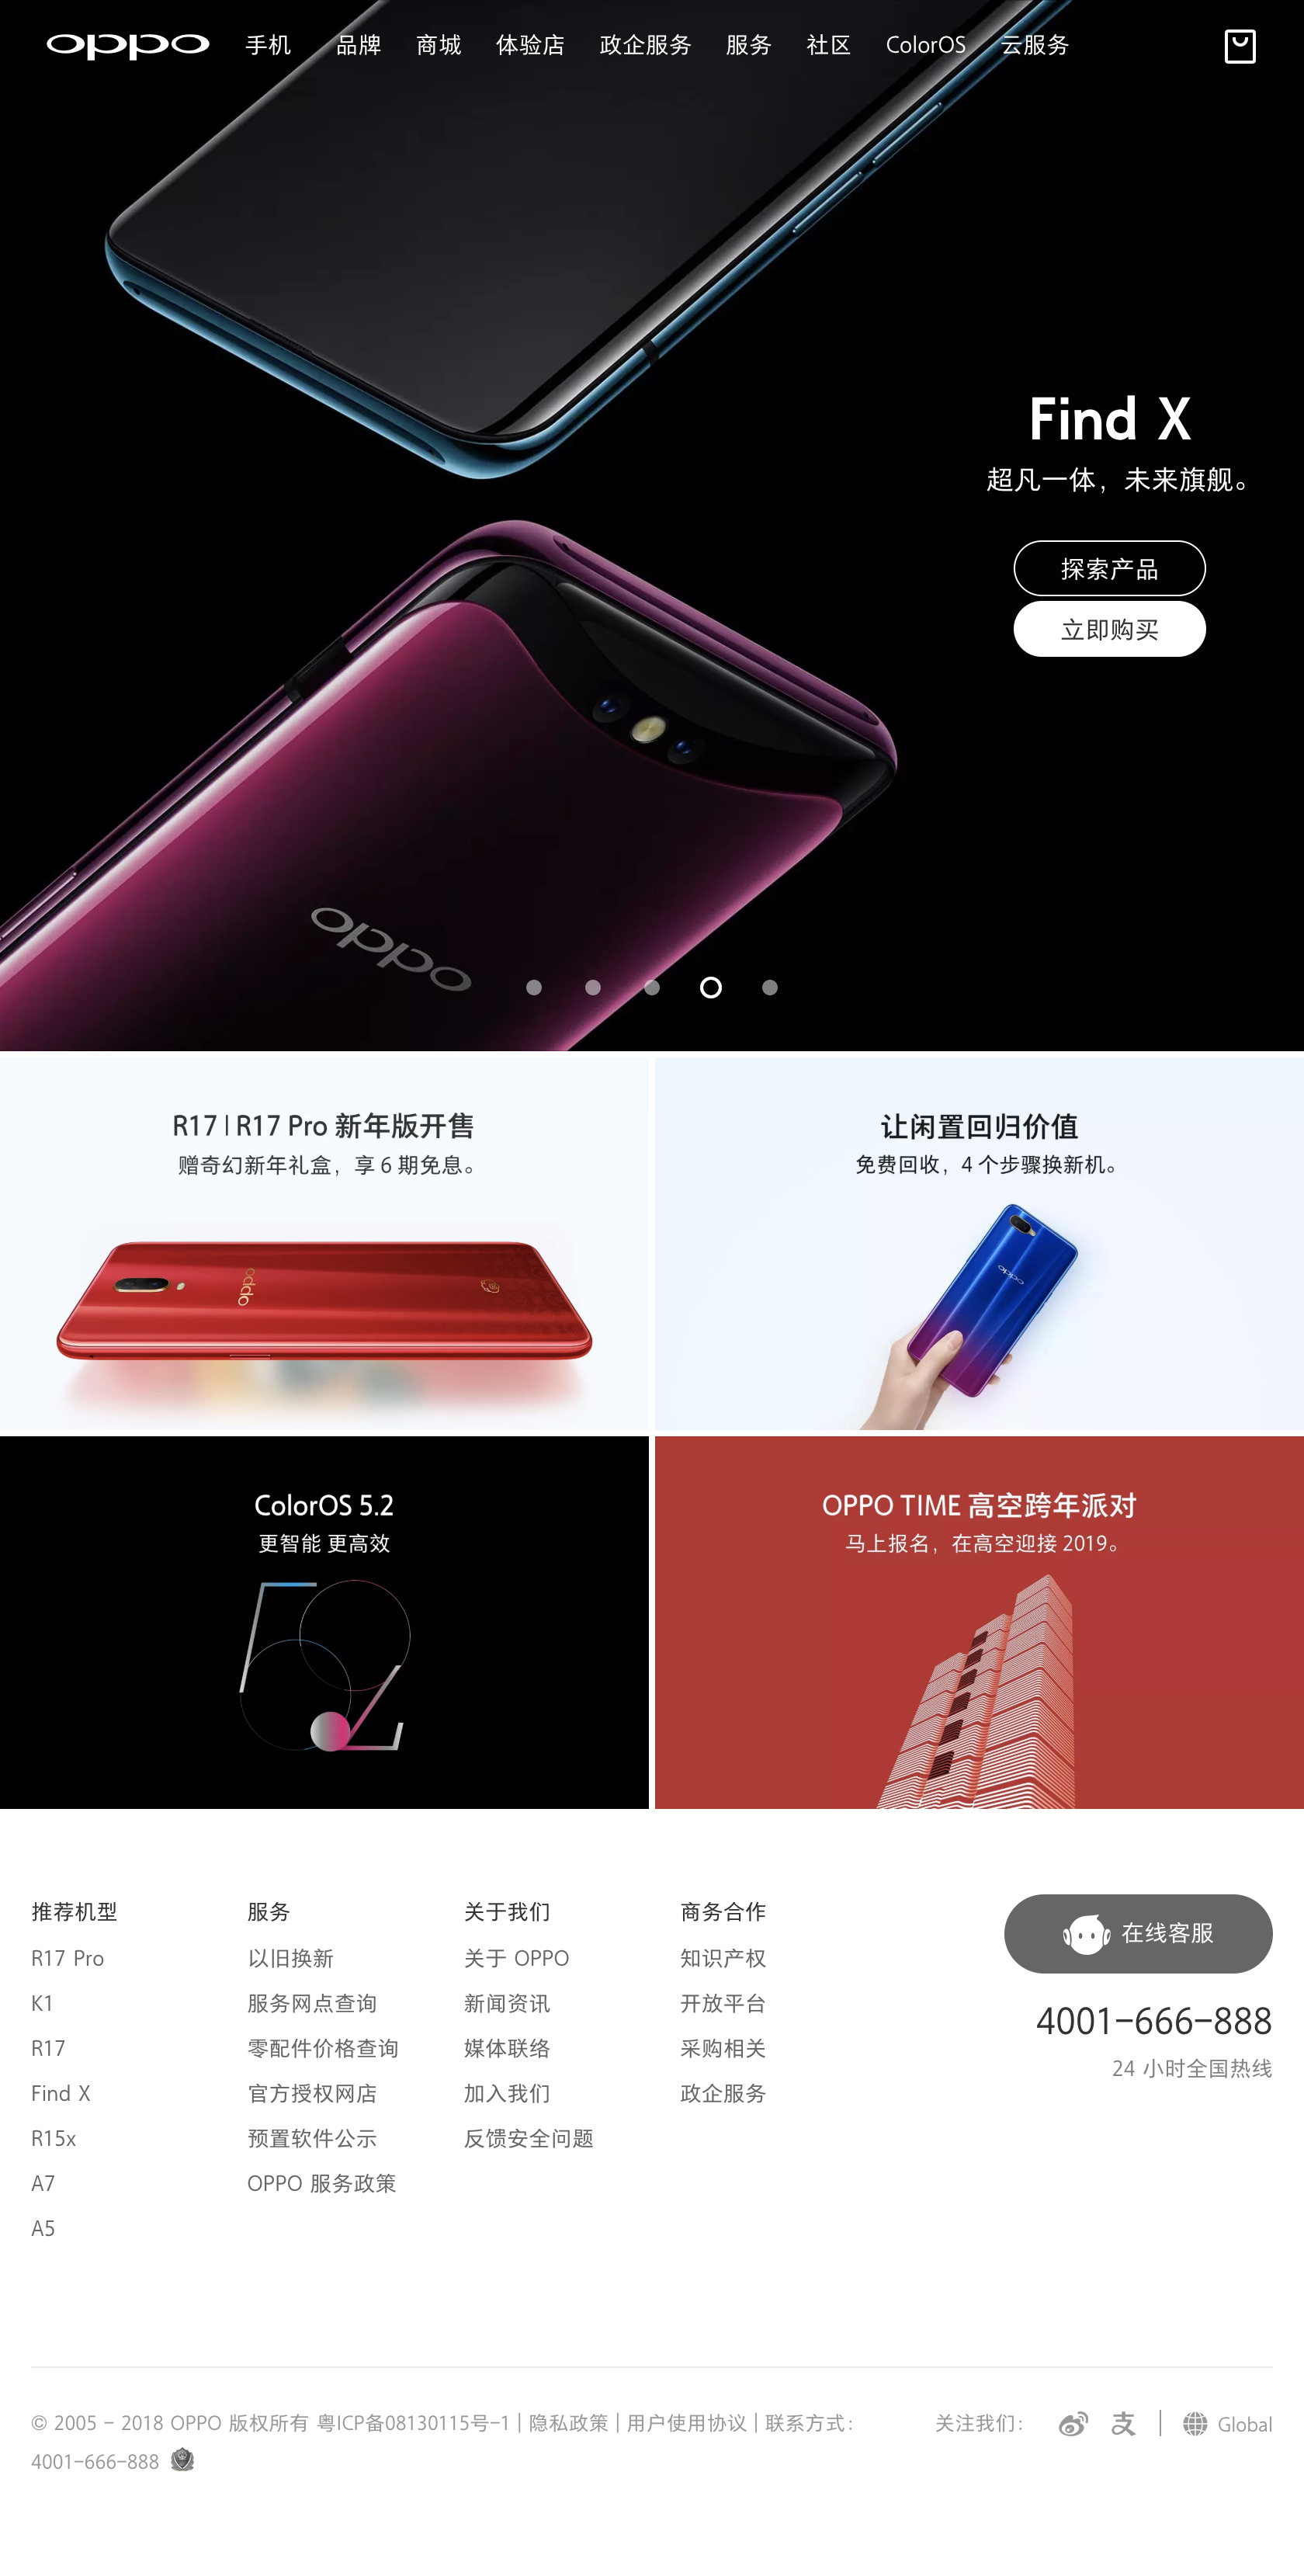 oppo 手机 品牌 商城 体验店 政企服务 服务 社区 ColorOS 云服务
Find X
超凡一体，未来旗舰。
探索产品
立即购买
oppo
R17 | R17 Pro 新年版开售
赠奇幻新年礼盒，享 6 期免息。
oppo
让闲置回归价值
免费回收，4 个步骤换新机。
oppo
ColorOS 5.2
更智能 更高效
5.2
OPPO TIME 高空跨年派对
马上报名，在高空迎接 2019。
推荐机型
R17 Pro
K1
R17
Find X
R15x
A7
A5
服务
以旧换新
服务网点查询
零配件价格查询
官方授权网店
预置软件公示
OPPO 服务政策
关于我们
关于 OPPO
新闻资讯
媒体联络
加入我们
反馈安全问题
商务合作
知识产权
开放平台
采购相关
政企服务
在线客服
4001-666-888
24 小时全国热线
© 2005 - 2018 OPPO 版权所有 粤ICP备08130115号-1 | 隐私政策 | 用户使用协议 | 联系方式：
4001-666-888
关注我们： 支 | Global